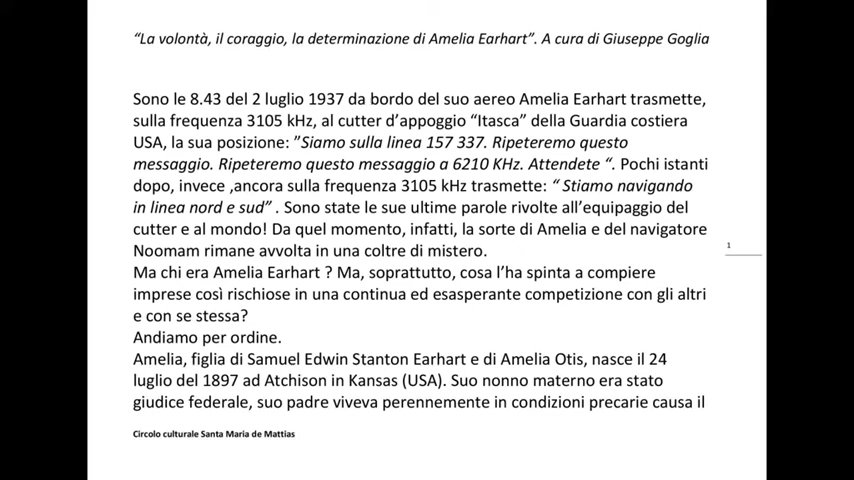 “La volontà, il coraggio, la determinazione di Amelia Earhart”. A cura di Giuseppe Goglia
Sono le 8.43 del 2 luglio 1937 da bordo del suo aereo Amelia Earhart trasmette,
sulla frequenza 3105 kHz, al cutter d’appoggio “Itasca” della Guardia costiera
USA, la sua posizione: ”Siamo sulla linea 157 337. Ripeteremo questo
messaggio. Ripeteremo questo messaggio a 6210 KHz. Attendete “. Pochi istanti
dopo, invece ,ancora sulla frequenza 3105 kHz trasmette: “ Stiamo navigando
in linea nord e sud” . Sono state le sue ultime parole rivolte all’equipaggio del
cutter e al mondo! Da quel momento, infatti, la sorte di Amelia e del navigatore
Noomam rimane avvolta in una coltre di mistero.
1
Ma chi era Amelia Earhart ? Ma, soprattutto, cosa l’ha spinta a compiere
imprese così rischiose in una continua ed esasperante competizione con gli altri
e con se stessa?
Andiamo per ordine.
Amelia, figlia di Samuel Edwin Stanton Earhart e di Amelia Otis, nasce il 24
luglio del 1897 ad Atchison in Kansas (USA). Suo nonno materno era stato
giudice federale, suo padre viveva perennemente in condizioni precarie causa il
Circolo culturale Santa Maria de Mattias